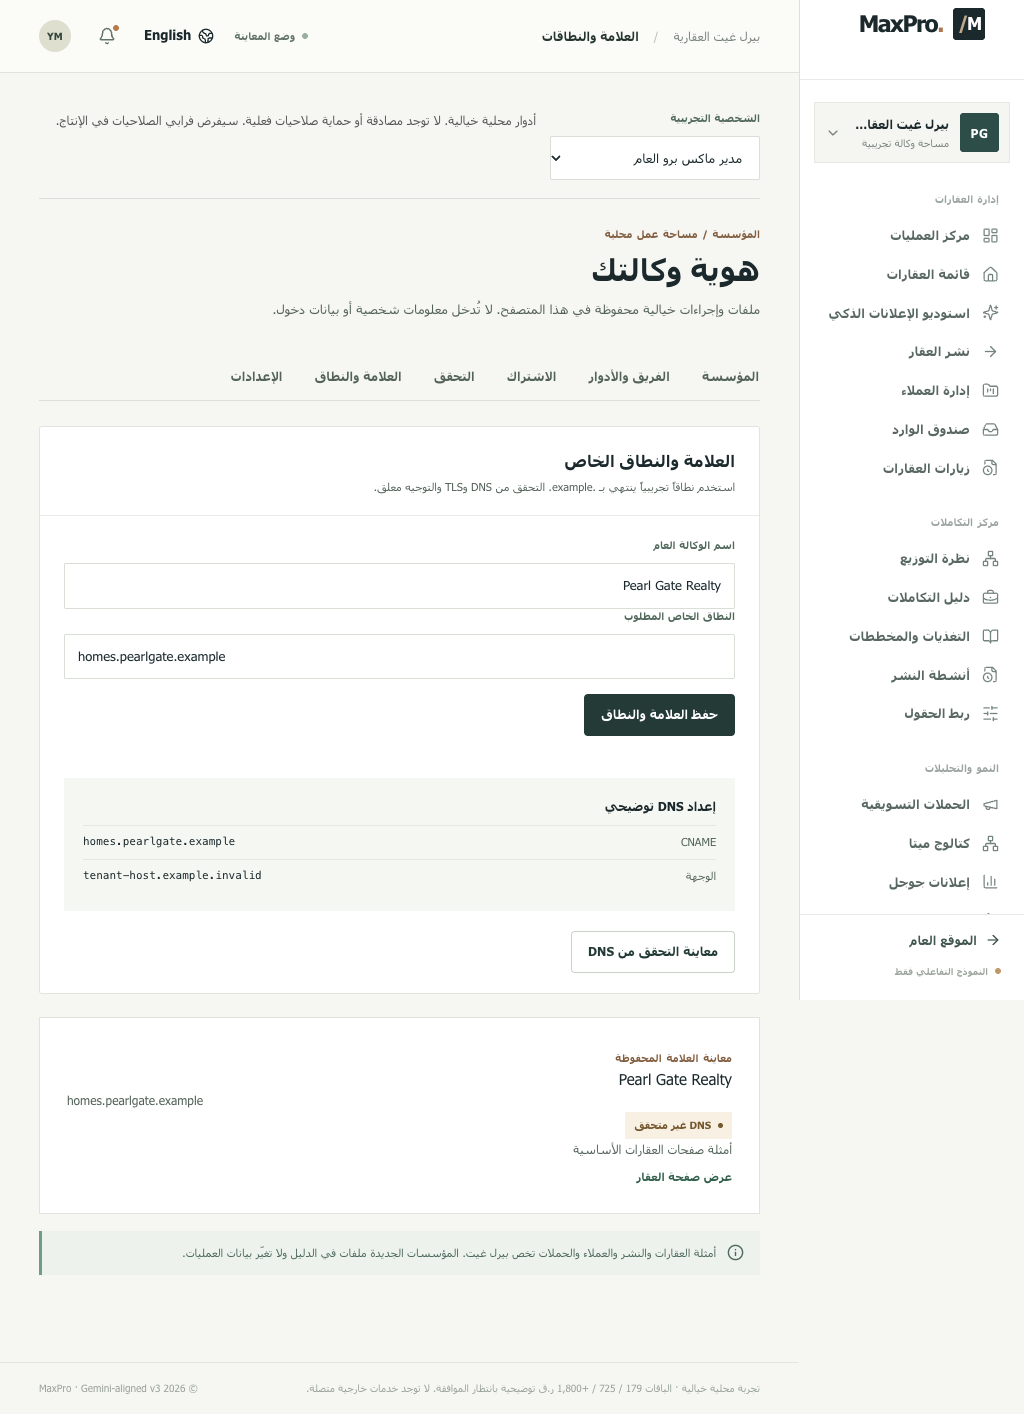 MaxPro. /M
PG
بيرل غيت العقا...
مساحة وكالة تجريبية
إدارة العقارات
مركز العمليات
قائمة العقارات
استوديو الإعلانات الذكي
نشر العقار
إدارة العملاء
صندوق الوارد
زيارات العقارات
مركز التكاملات
نظرة التوزيع
دليل التكاملات
التغذيات والمخططات
أنشطة النشر
ربط الحقول
النمو والتحليلات
الحملات التسويقية
كتالوج ميتا
إعلانات جوجل
الموقع العام
النموذج التفاعلي فقط
بيرل غيت العقارية / العلامة والنطاقات
وضع المعاينة
English
YM
الشخصية التجريبية
مدير ماكس برو العام
أدوار محلية خيالية. لا توجد مصادقة أو حماية صلاحيات فعلية. سيفرض فرابي الصلاحيات في الإنتاج.
المؤسسة / مساحة عمل محلية
هوية وكالتك
ملفات وإجراءات خيالية محفوظة في هذا المتصفح. لا تُدخل معلومات شخصية أو بيانات دخول.
المؤسسة
الفريق والأدوار
الاشتراك
التحقق
العلامة والنطاق
الإعدادات
العلامة والنطاق الخاص
استخدم نطاقاً تجريبياً ينتهي بـ .example. التحقق من DNS وTLS والتوجيه معلق.
اسم الوكالة العام
Pearl Gate Realty
النطاق الخاص المطلوب
homes.pearlgate.example
حفظ العلامة والنطاق
إعداد DNS توضيحي
CNAME
homes.pearlgate.example
الوجهة
tenant-host.example.invalid
معاينة التحقق من DNS
معاينة العلامة المحفوظة
Pearl Gate Realty
homes.pearlgate.example
DNS غير متحقق
أمثلة صفحات العقارات الأساسية
عرض صفحة العقار
أمثلة العقارات والنشر والعملاء والحملات تخص بيرل غيت. المؤسسات الجديدة ملفات في الدليل ولا تغيّر بيانات العمليات.
تجربة محلية خيالية · الباقات 179 / 725 / +1,800 ر.ق توضيحية بانتظار الموافقة. لا توجد خدمات خارجية متصلة.
MaxPro · Gemini-aligned v3 2026 ©